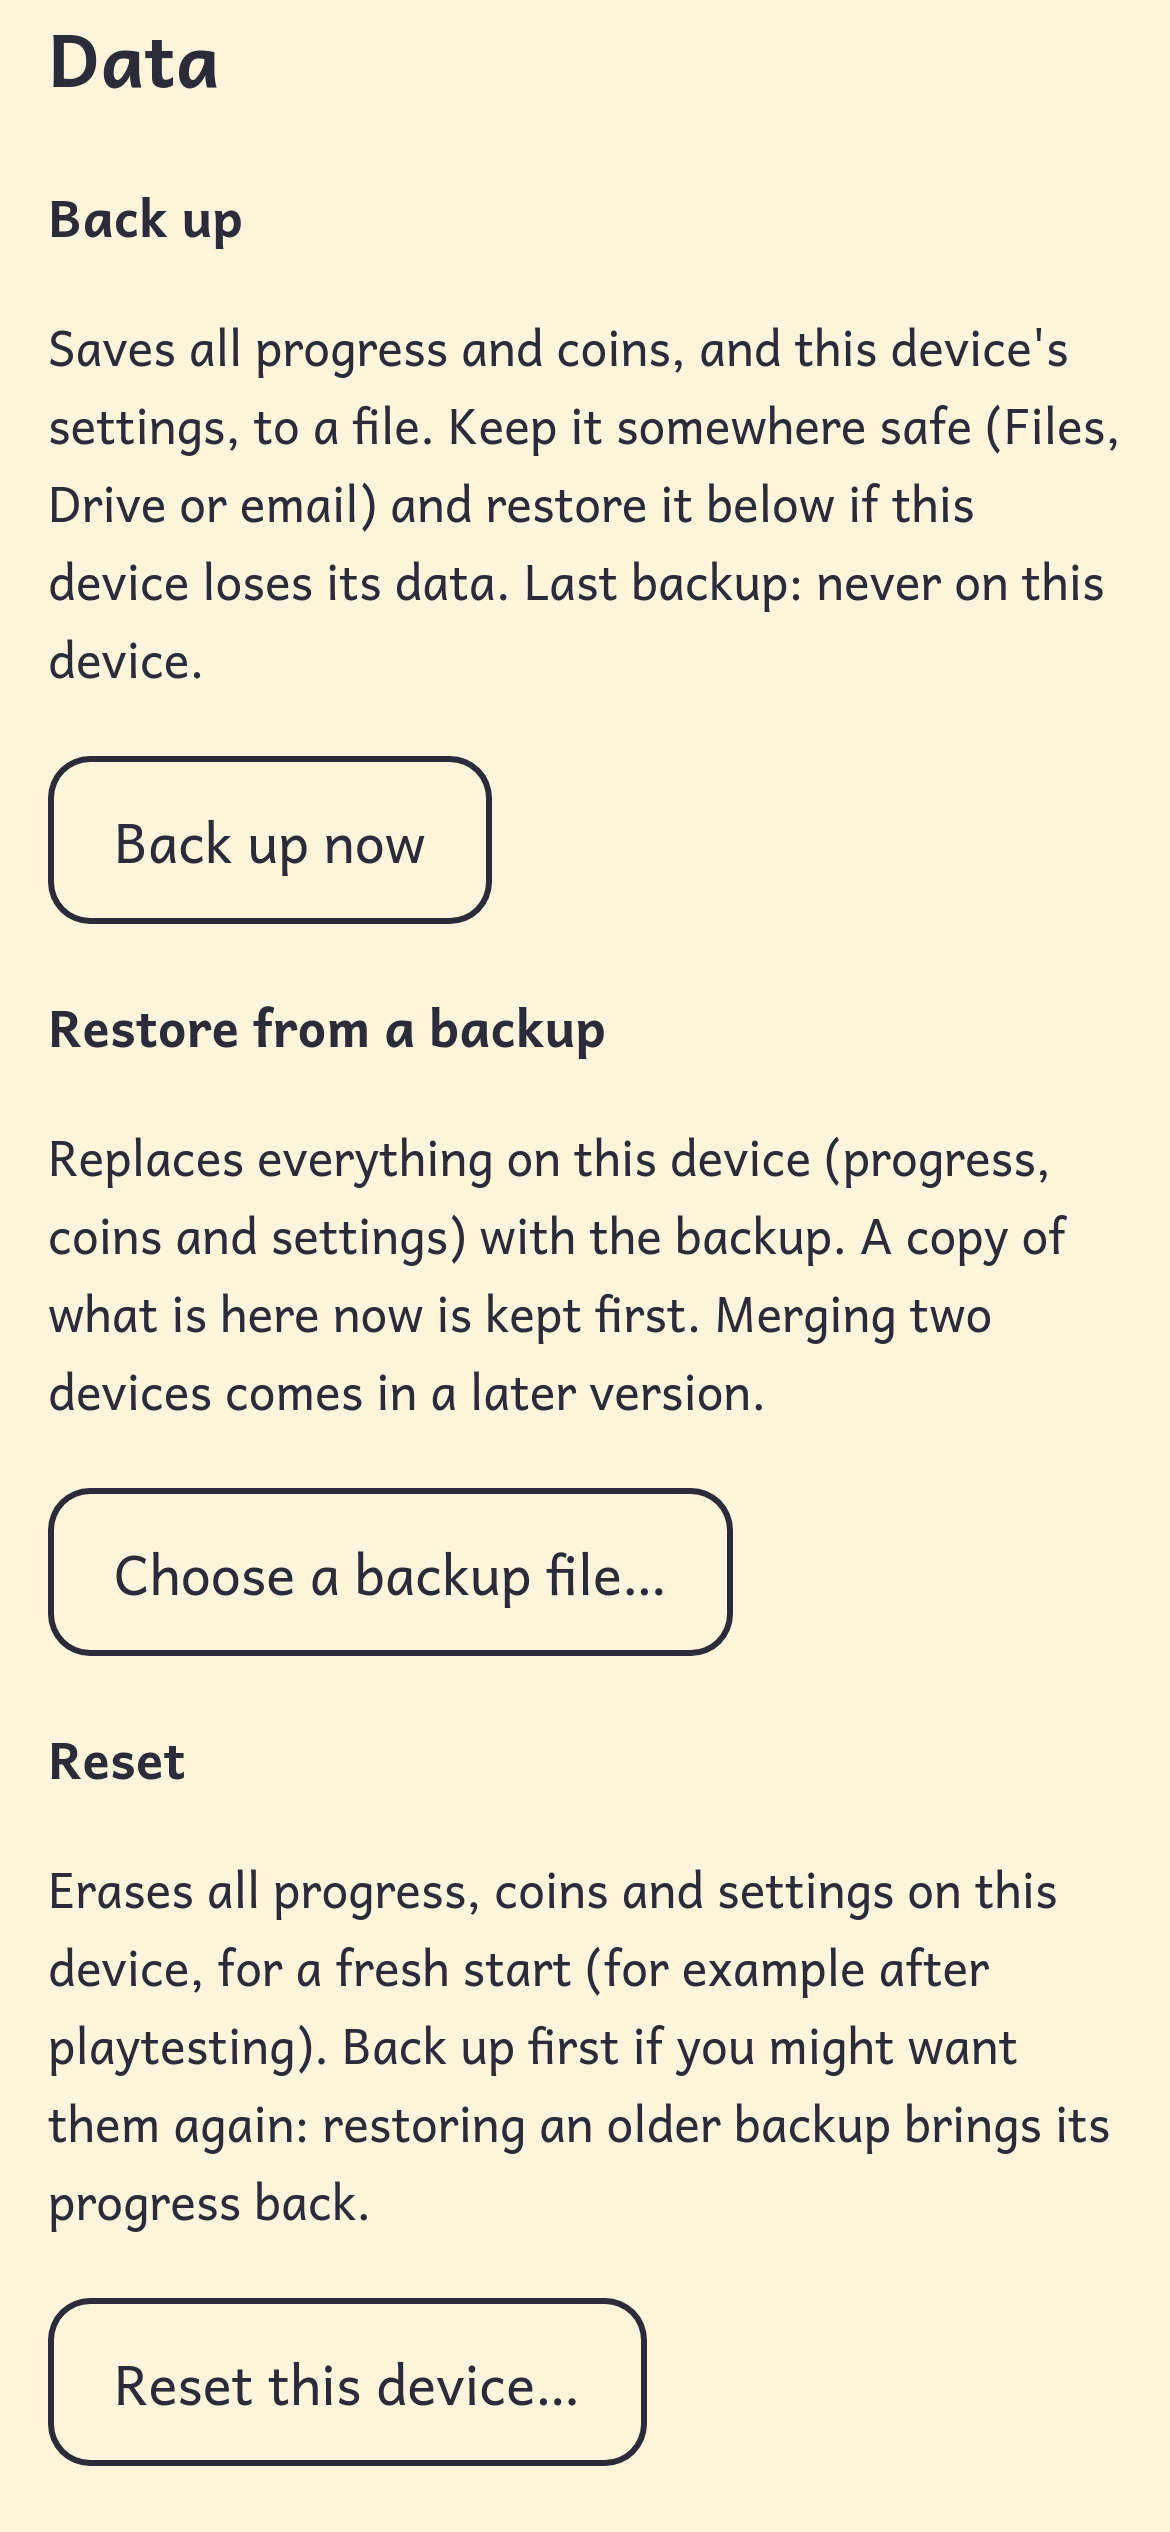 Data
Back up
Saves all progress and coins, and this device's
settings, to a file. Keep it somewhere safe (Files,
Drive or email) and restore it below if this
device loses its data. Last backup: never on this
device.
Back up now
Restore from a backup
Replaces everything on this device (progress,
coins and settings) with the backup. A copy of
what is here now is kept first. Merging two
devices comes in a later version.
Choose a backup file...
Reset
Erases all progress, coins and settings on this
device, for a fresh start (for example after
playtesting). Back up first if you might want
them again: restoring an older backup brings its
progress back.
Reset this device...